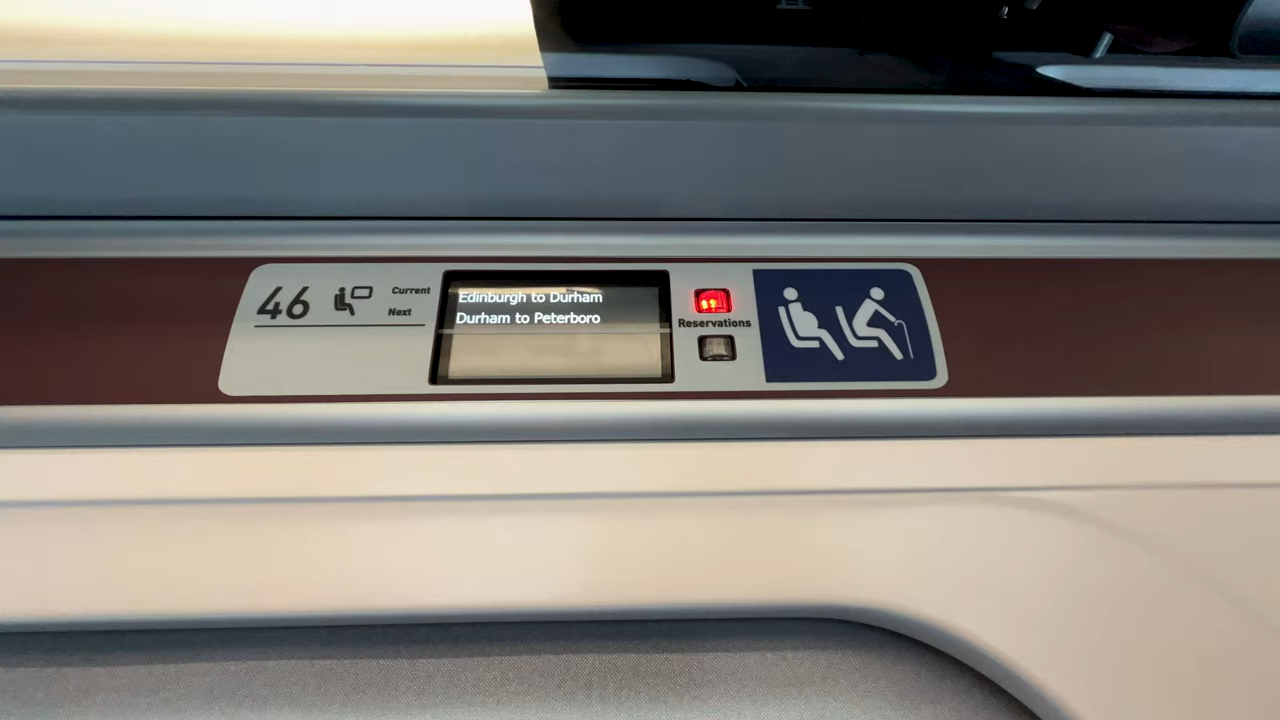 46
Current
Next
Edinburgh to Durham
Durham to Peterboro
Reservations